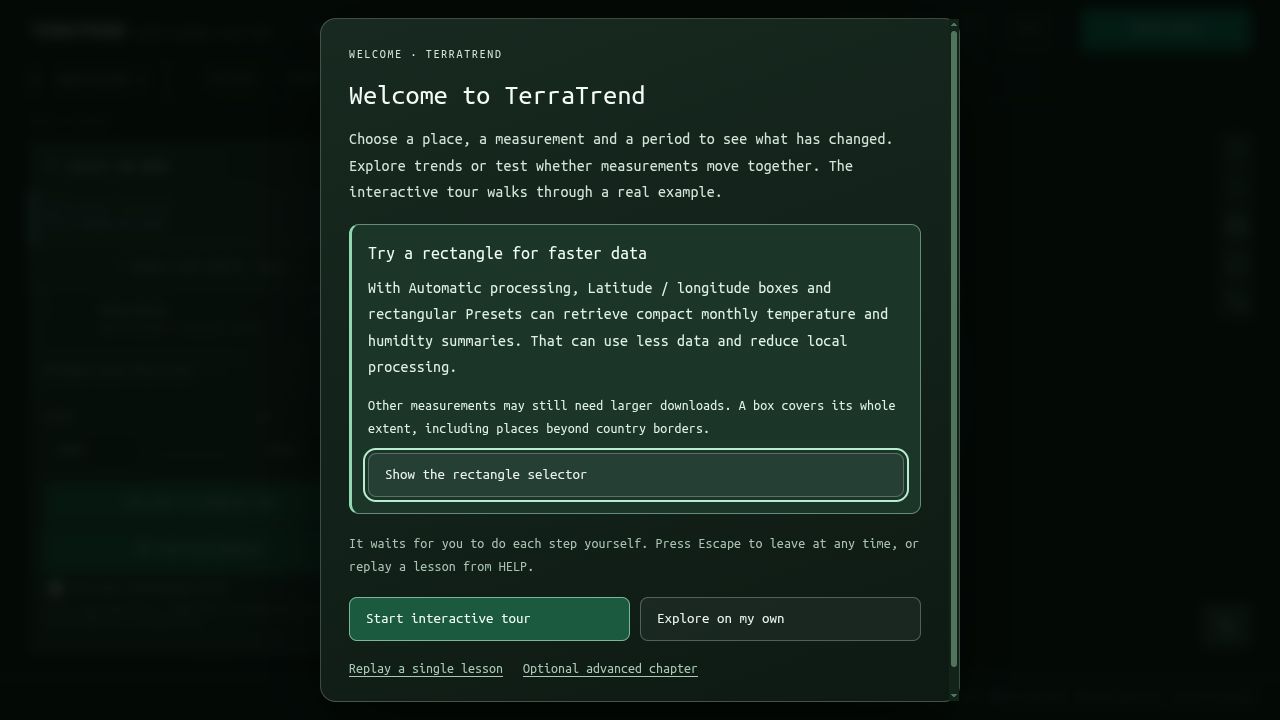 WELCOME · TERRATREND
Welcome to TerraTrend
Choose a place, a measurement and a period to see what has changed.
Explore trends or test whether measurements move together. The
interactive tour walks through a real example.
Try a rectangle for faster data
With Automatic processing, Latitude / longitude boxes and
rectangular Presets can retrieve compact monthly temperature and
humidity summaries. That can use less data and reduce local
processing.
Other measurements may still need larger downloads. A box covers its whole
extent, including places beyond country borders.
Show the rectangle selector
It waits for you to do each step yourself. Press Escape to leave at any time, or
replay a lesson from HELP.
Start interactive tour
Explore on my own
Replay a single lesson
Optional advanced chapter